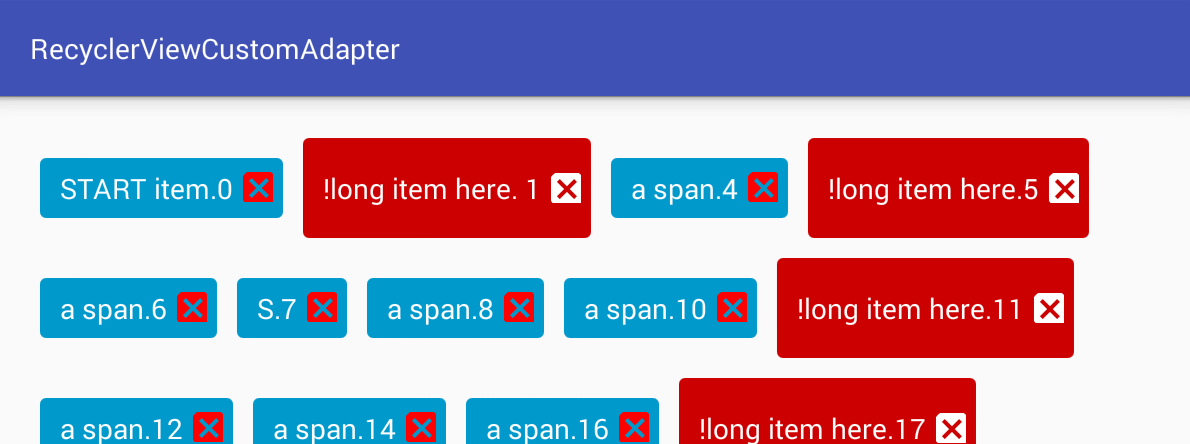 RecyclerViewCustomAdapter
START item.0 !long item here. 1 a span.4 !long item here.5
a span.6 S.7 a span.8 a span.10 !long item here.11
a span.12 a span.14 a span.16 !long item here.17